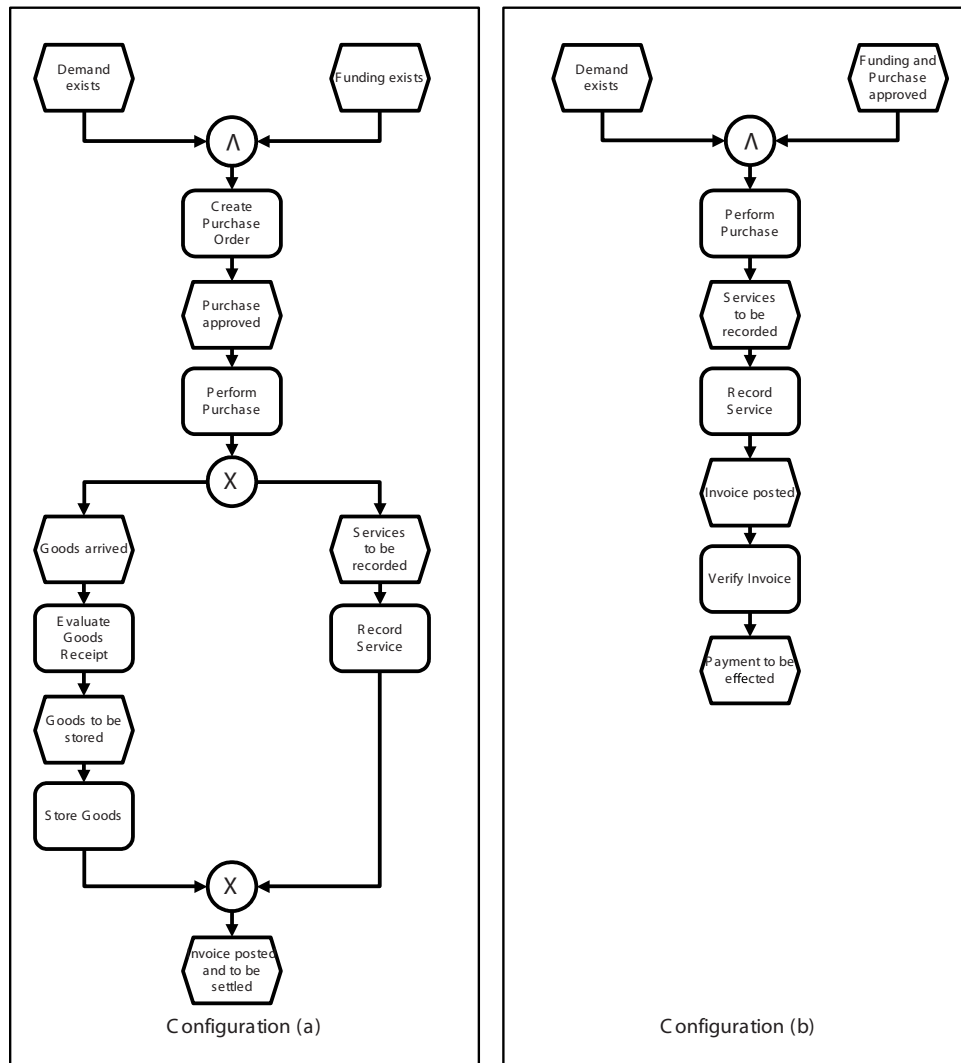 Demand
exists
Funding exists
Λ
Create
Purchase
Order
Purchase
approved
Perform
Purchase
X
Goods arrived
Services
to be
recorded
Evaluate
Goods
Receipt
Record
Service
Goods to be
stored
Store Goods
X
Invoice posted
and to be
settled
Configuration (a)
Demand
exists
Funding and
Purchase
approved
Λ
Perform
Purchase
Services
to be
recorded
Record
Service
Invoice posted
Verify Invoice
Payment to be
effected
Configuration (b)